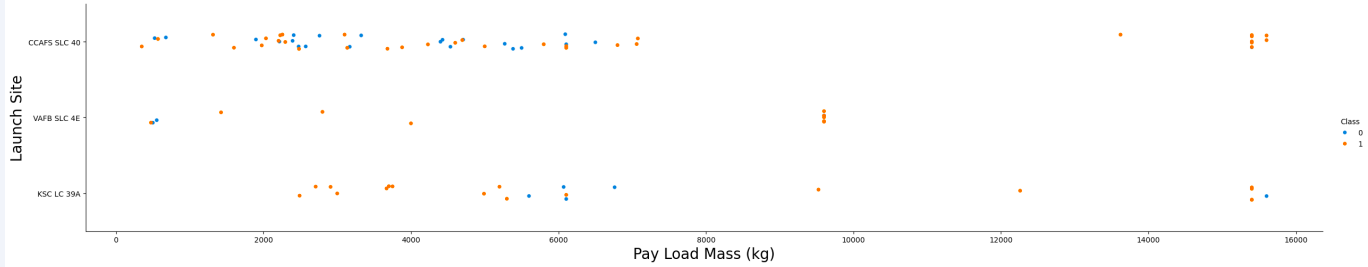 Launch Site
CCAFS SLC 40
VAFB SLC 4E
KSC LC 39A
0 2000 4000 6000 8000 10000 12000 14000 16000
Pay Load Mass (kg)
Class
0
1